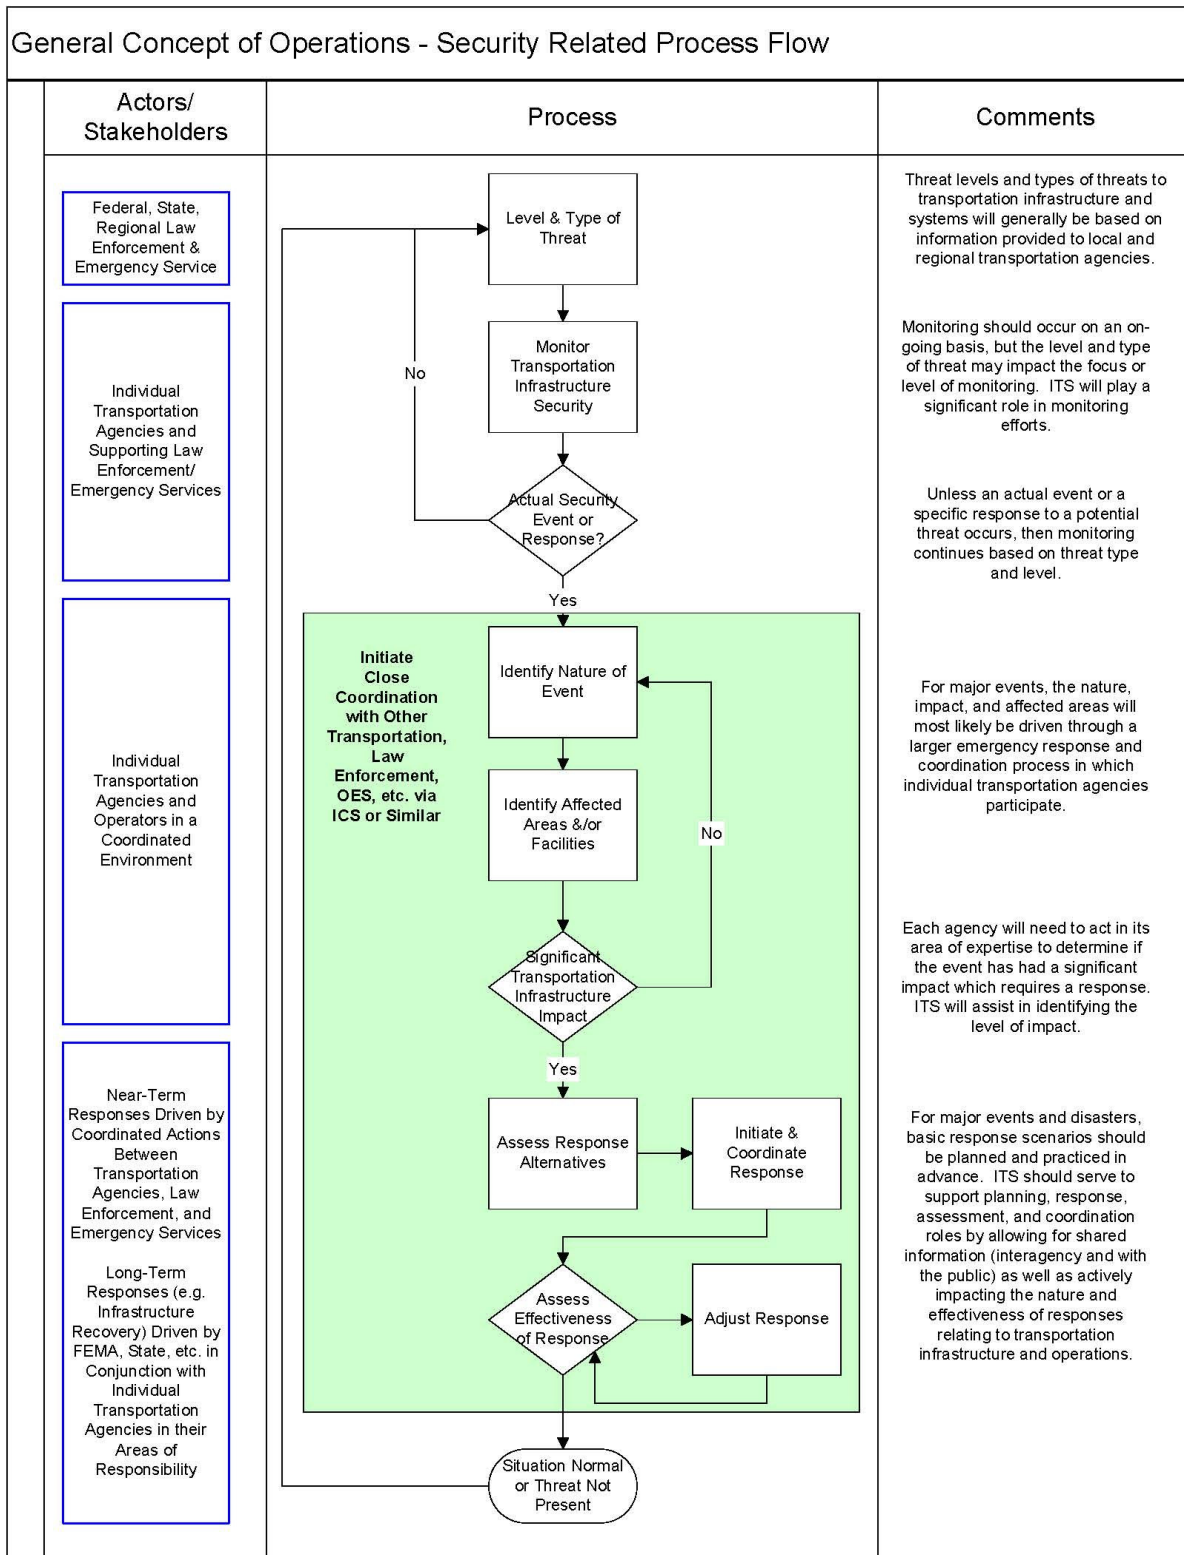 General Concept of Operations - Security Related Process Flow
Actors/
Stakeholders
Process
Comments
Federal, State,
Regional Law
Enforcement &
Emergency Service
Level & Type of
Threat
Threat levels and types of threats to
transportation infrastructure and
systems will generally be based on
information provided to local and
regional transportation agencies.
Individual
Transportation
Agencies and
Supporting Law
Enforcement/
Emergency Services
No
Monitor
Transportation
Infrastructure
Security
Monitoring should occur on an on-
going basis, but the level and type
of threat may impact the focus or
level of monitoring. ITS will play a
significant role in monitoring
efforts.
Actual Security
Event or
Response?
Unless an actual event or a
specific response to a potential
threat occurs, then monitoring
continues based on threat type
and level.
Yes
Individual
Transportation
Agencies and
Operators in a
Coordinated
Environment
Initiate
Close
Coordination
with Other
Transportation,
Law
Enforcement,
OES, etc. via
ICS or Similar
Identify Nature of
Event
For major events, the nature,
impact, and affected areas will
most likely be driven through a
larger emergency response and
coordination process in which
individual transportation agencies
participate.
Identify Affected
Areas &/or
Facilities
No
Significant
Transportation
Infrastructure
Impact
Each agency will need to act in its
area of expertise to determine if
the event has had a significant
impact which requires a response.
ITS will assist in identifying the
level of impact.
Yes
Near-Term
Responses Driven by
Coordinated Actions
Between
Transportation
Agencies, Law
Enforcement, and
Emergency Services
Long-Term
Responses (e.g.
Infrastructure
Recovery) Driven by
FEMA, State, etc. in
Conjunction with
Individual
Transportation
Agencies in their
Areas of
Responsibility
Assess Response
Alternatives
Initiate &
Coordinate
Response
For major events and disasters,
basic response scenarios should
be planned and practiced in
advance. ITS should serve to
support planning, response,
assessment, and coordination
roles by allowing for shared
information (interagency and with
the public) as well as actively
impacting the nature and
effectiveness of responses
relating to transportation
infrastructure and operations.
Assess
Effectiveness
of Response
Adjust Response
Situation Normal
or Threat Not
Present